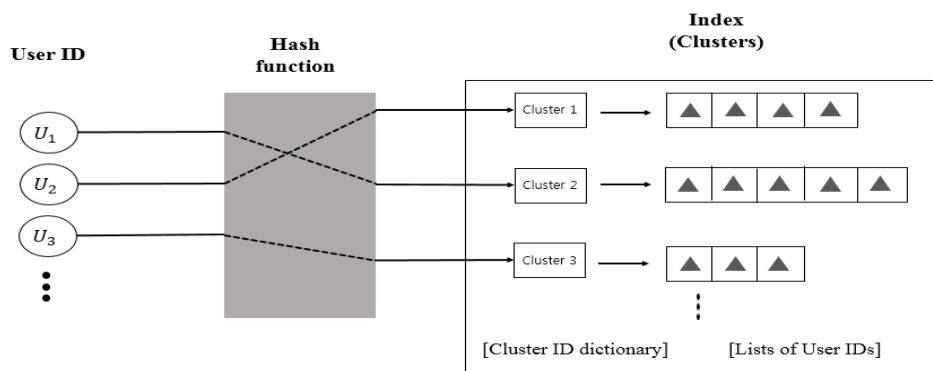 User ID
Hash
function
Index
(Clusters)
U1
U2
U3
Cluster 1
Cluster 2
Cluster 3
[Cluster ID dictionary]
[Lists of User IDs]